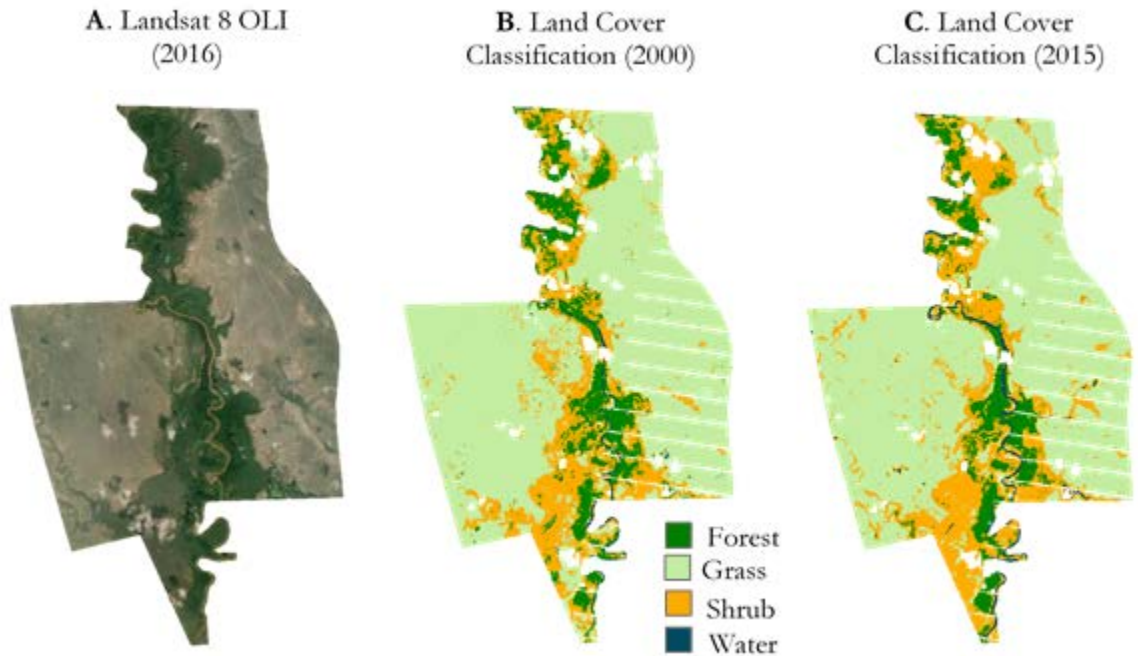 A. Landsat 8 OLI
(2016)
B. Land Cover
Classification (2000)
C. Land Cover
Classification (2015)
Forest
Grass
Shrub
Water